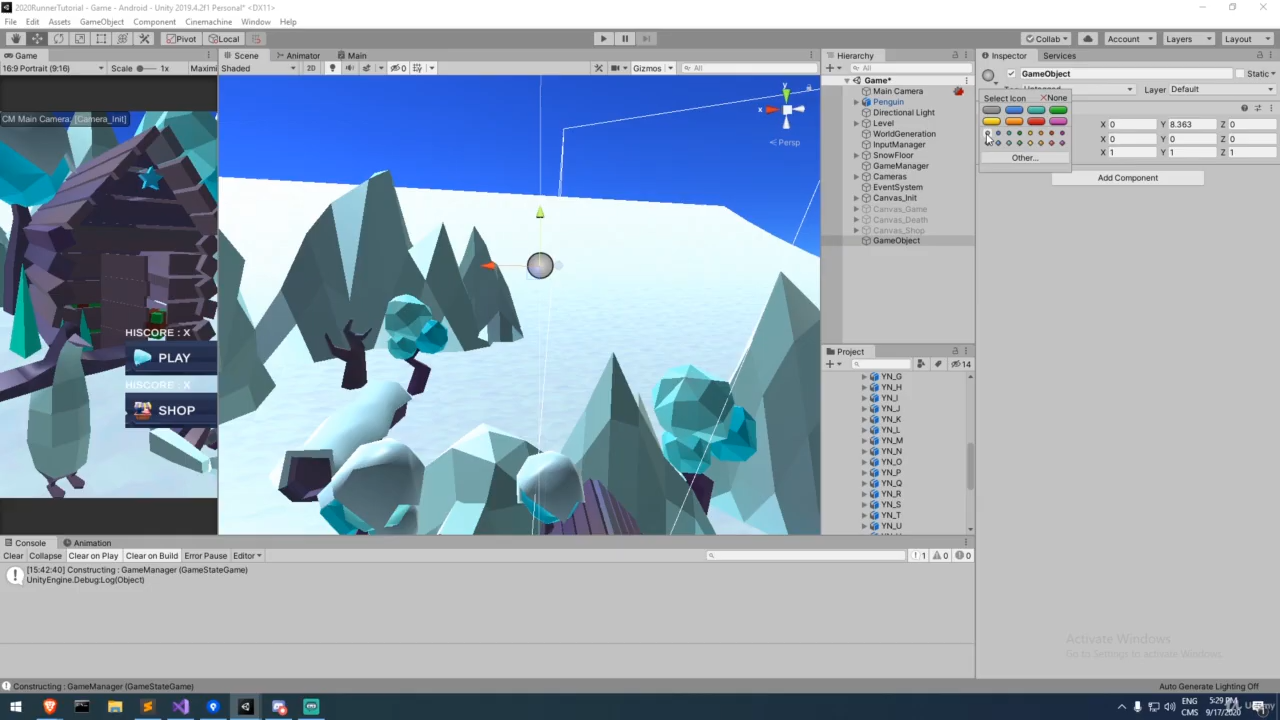 2020RunnerTutorial - Game - Android - Unity 2019.4.2f1 Personal* <DX11>
File Edit Assets GameObject Component Cinemachine Window Help
Pivot Local Collab Account Layers Layout
Game Scene Animator Main Hierarchy Inspector Services
16:9 Portrait (9:16) Scale 1x Maximi Shaded 2D 0 Gizmos All All
GameObject Static
Layer Default
Select Icon None
Other...
X 0 Y 8.363 Z 0
X 0 Y 0 Z 0
X 1 Y 1 Z 1
Add Component
CM Main Camera: [Camera_Init]
y
x
Persp
HISCORE : X
PLAY
HISCORE : X
SHOP
Game*
Main Camera
Penguin
Directional Light
Level
WorldGeneration
InputManager
SnowFloor
GameManager
Cameras
EventSystem
Canvas_Init
Canvas_Game
Canvas_Death
Canvas_Shop
GameObject
Project
14
YN_G
YN_H
YN_I
YN_J
YN_K
YN_L
YN_M
YN_N
YN_O
YN_P
YN_Q
YN_R
YN_S
YN_T
YN_U
Console Animation
Clear Collapse Clear on Play Clear on Build Error Pause Editor 1 0 0
[15:42:40] Constructing : GameManager (GameStateGame)
UnityEngine.Debug:Log(Object)
Activate Windows
Go to Settings to activate Windows.
Constructing : GameManager (GameStateGame)
Auto Generate Lighting Off
ENG 5:29 PM
CMS 9/17/2020
Udemy